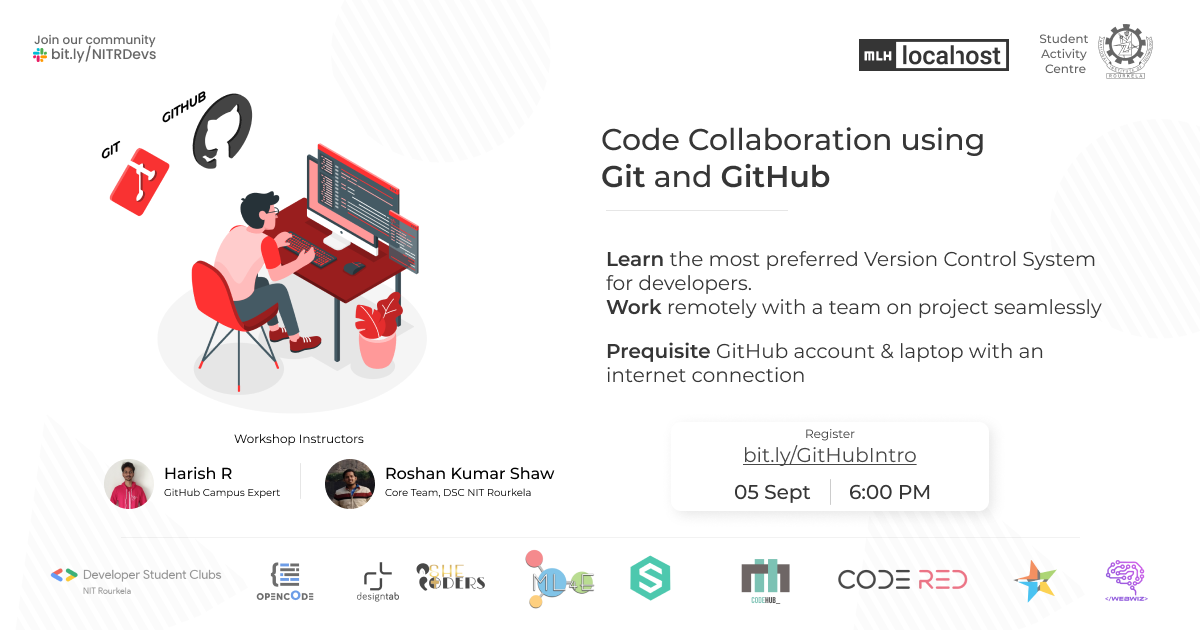 Join our community
bit.ly/NITRDevs
MLH localhost
Student
Activity
Centre
ROURKELA
GITHUB
GIT
Code Collaboration using
Git and GitHub
Learn the most preferred Version Control System
for developers.
Work remotely with a team on project seamlessly
Prequisite GitHub account & laptop with an
internet connection
Workshop Instructors
Harish R
GitHub Campus Expert
Roshan Kumar Shaw
Core Team, DSC NIT Rourkela
Register
bit.ly/GitHubIntro
05 Sept
6:00 PM
Developer Student Clubs
NIT Rourkela
OPENCODE
designtab
CODERS
ML4E
S
CODEHUB_
CODE RED
</WEBWIZ>